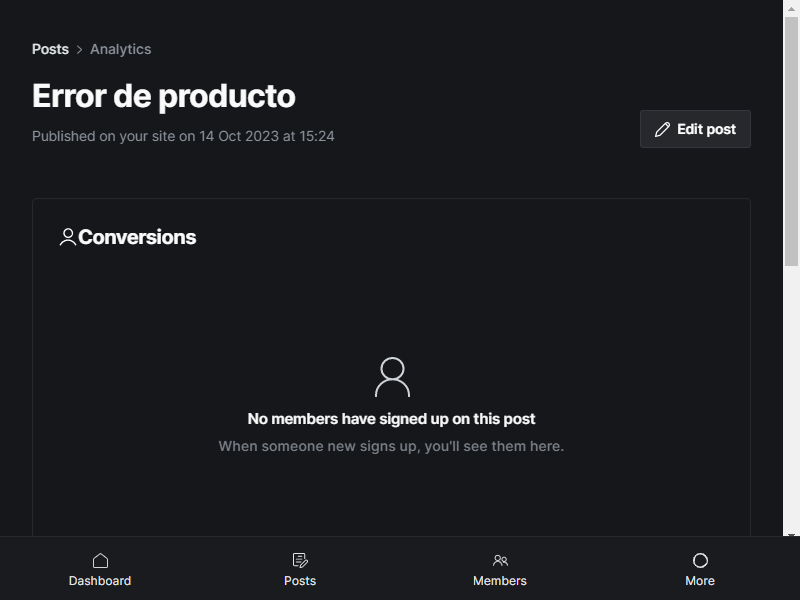 Posts > Analytics
Error de producto
Published on your site on 14 Oct 2023 at 15:24
Edit post
Conversions
No members have signed up on this post
When someone new signs up, you'll see them here.
Dashboard
Posts
Members
More